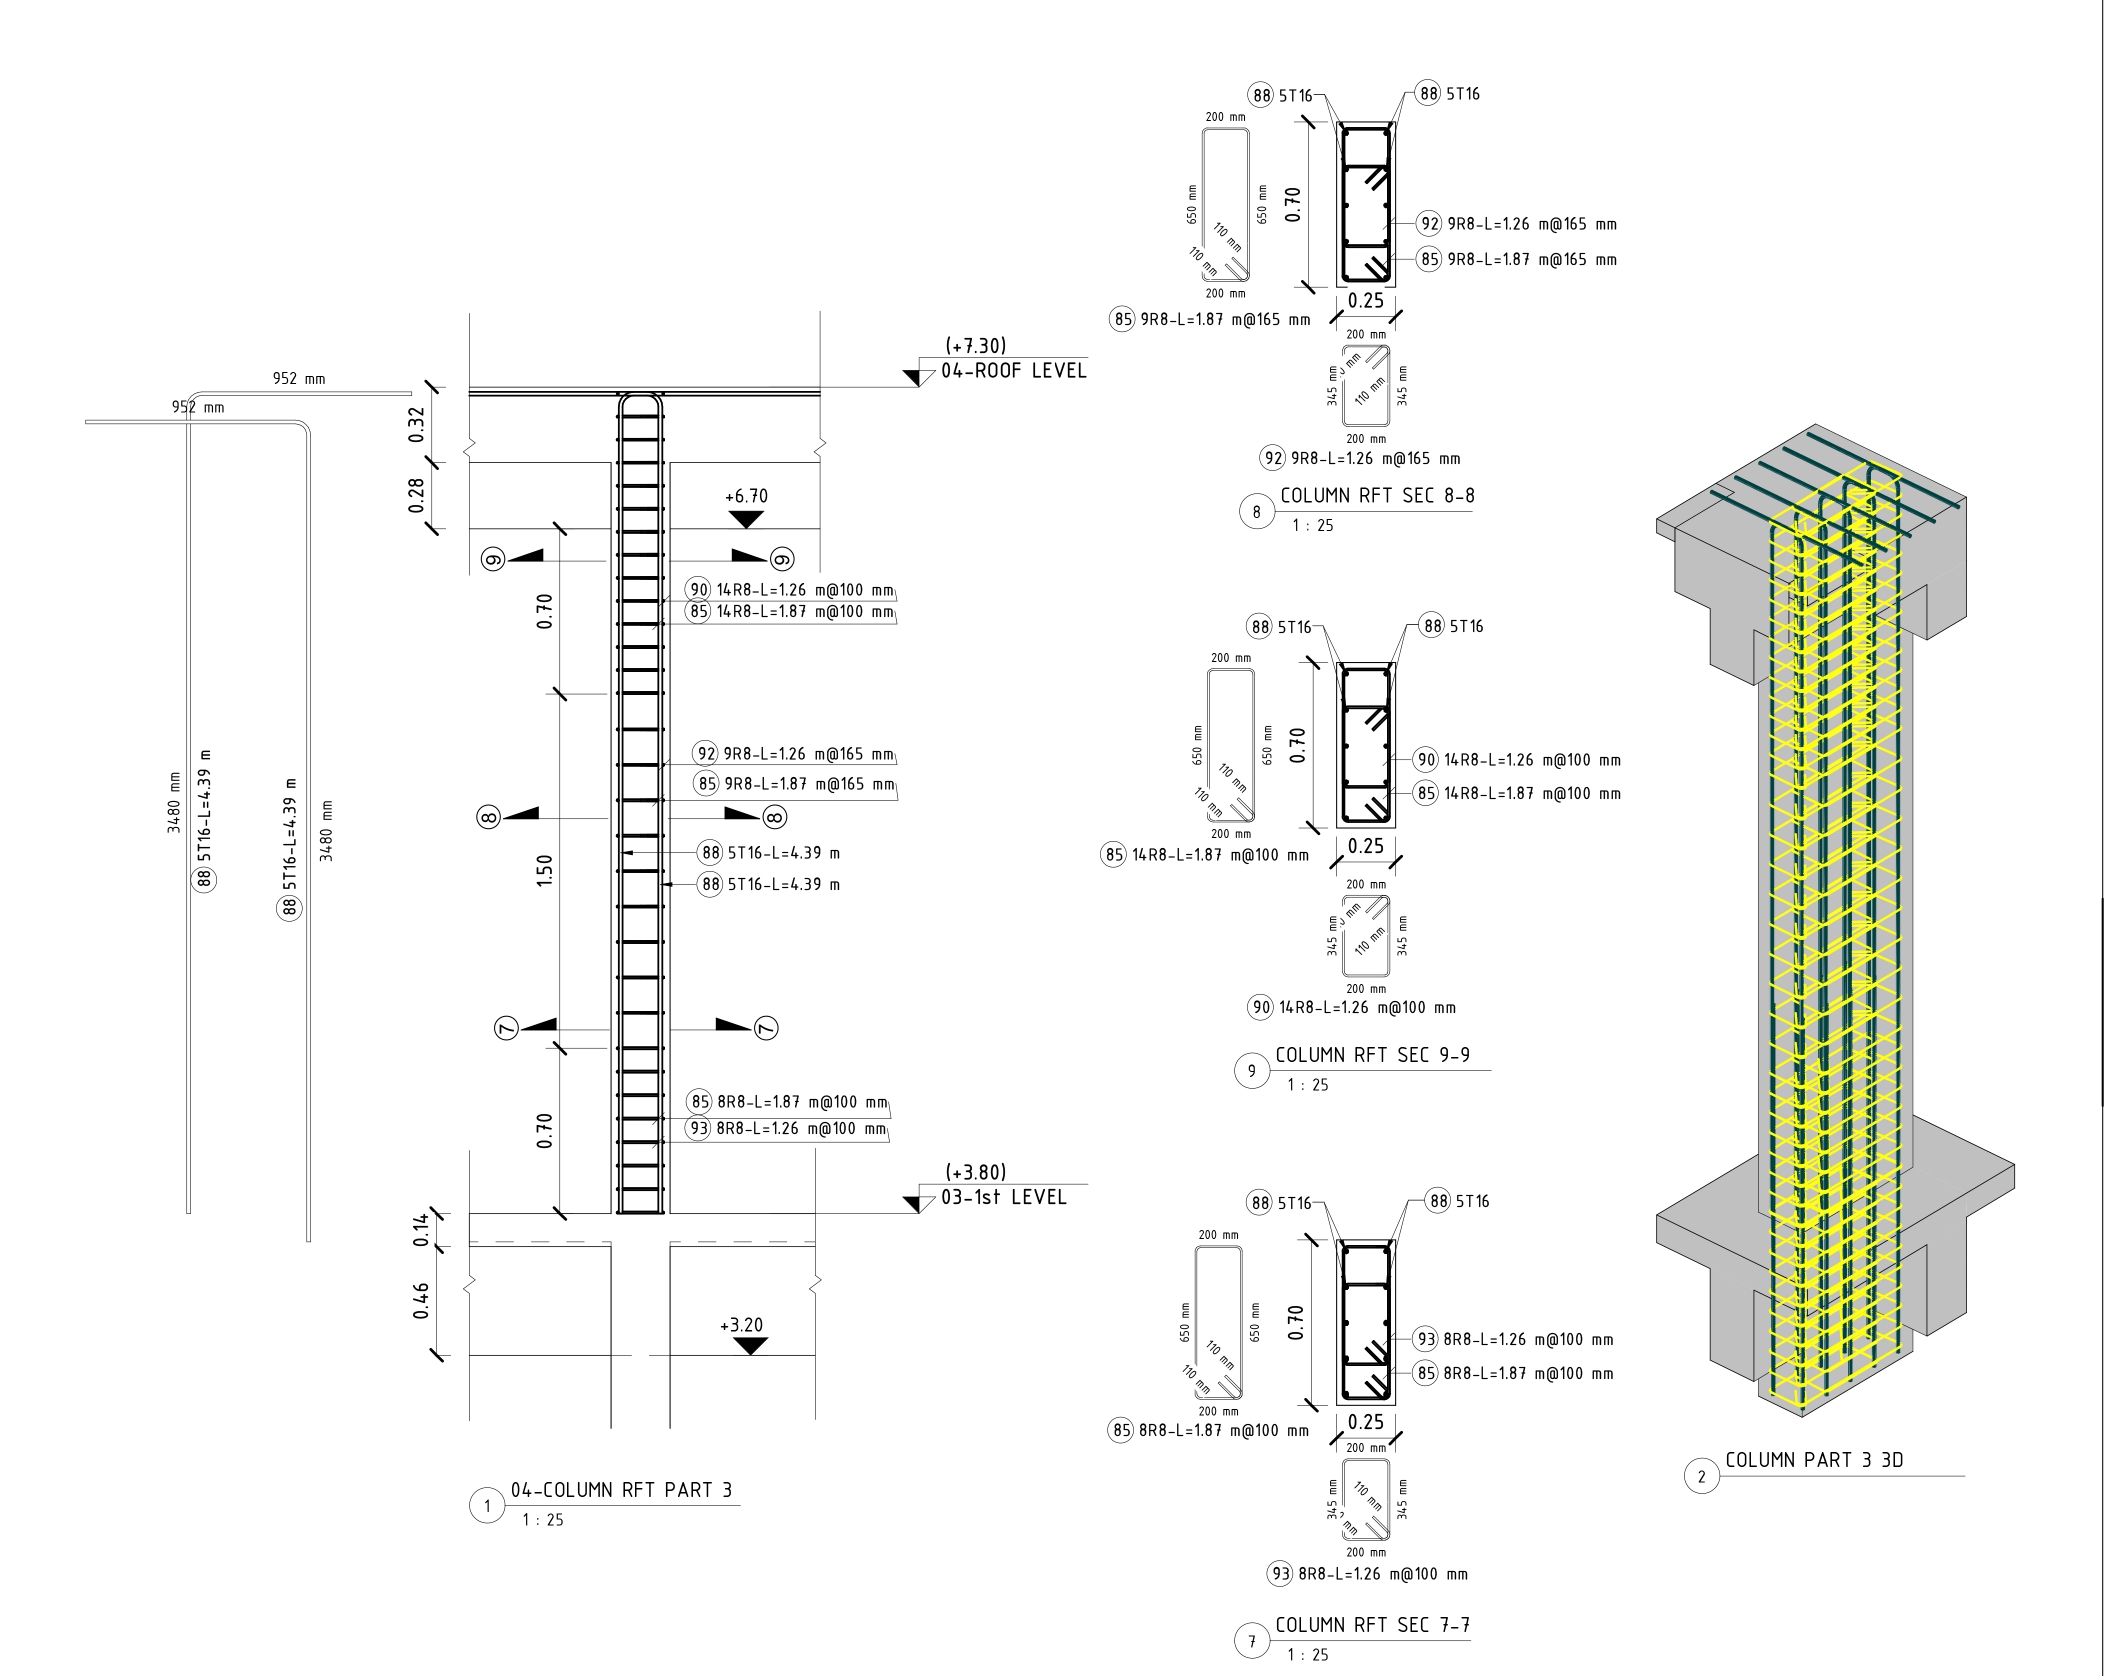 952 mm
952 mm
3480 mm
88 5T16-L=4.39 m
88 5T16-L=4.39 m
3480 mm
0.32
0.28
(+7.30)
04-ROOF LEVEL
+6.70
9
9
0.70
90 14R8-L=1.26 m@100 mm
85 14R8-L=1.87 m@100 mm
92 9R8-L=1.26 m@165 mm
85 9R8-L=1.87 m@165 mm
8
8
1.50
88 5T16-L=4.39 m
88 5T16-L=4.39 m
7
7
0.70
85 8R8-L=1.87 m@100 mm
93 8R8-L=1.26 m@100 mm
(+3.80)
03-1st LEVEL
0.14
0.46
+3.20
1
04-COLUMN RFT PART 3
1 : 25
88 5T16
88 5T16
200 mm
650 mm
650 mm
110 mm
110 mm
200 mm
0.70
92 9R8-L=1.26 m@165 mm
85 9R8-L=1.87 m@165 mm
0.25
85 9R8-L=1.87 m@165 mm
200 mm
345 mm
mm
110 mm
345 mm
200 mm
92 9R8-L=1.26 m@165 mm
8
COLUMN RFT SEC 8-8
1 : 25
88 5T16
88 5T16
200 mm
650 mm
650 mm
110 mm
110 mm
200 mm
0.70
90 14R8-L=1.26 m@100 mm
85 14R8-L=1.87 m@100 mm
0.25
85 14R8-L=1.87 m@100 mm
200 mm
345 mm
mm
110 mm
345 mm
200 mm
90 14R8-L=1.26 m@100 mm
9
COLUMN RFT SEC 9-9
1 : 25
88 5T16
88 5T16
200 mm
650 mm
650 mm
110 mm
110 mm
200 mm
0.70
93 8R8-L=1.26 m@100 mm
85 8R8-L=1.87 m@100 mm
0.25
85 8R8-L=1.87 m@100 mm
200 mm
345 mm
110 mm
mm
345 mm
200 mm
93 8R8-L=1.26 m@100 mm
7
COLUMN RFT SEC 7-7
1 : 25
2
COLUMN PART 3 3D